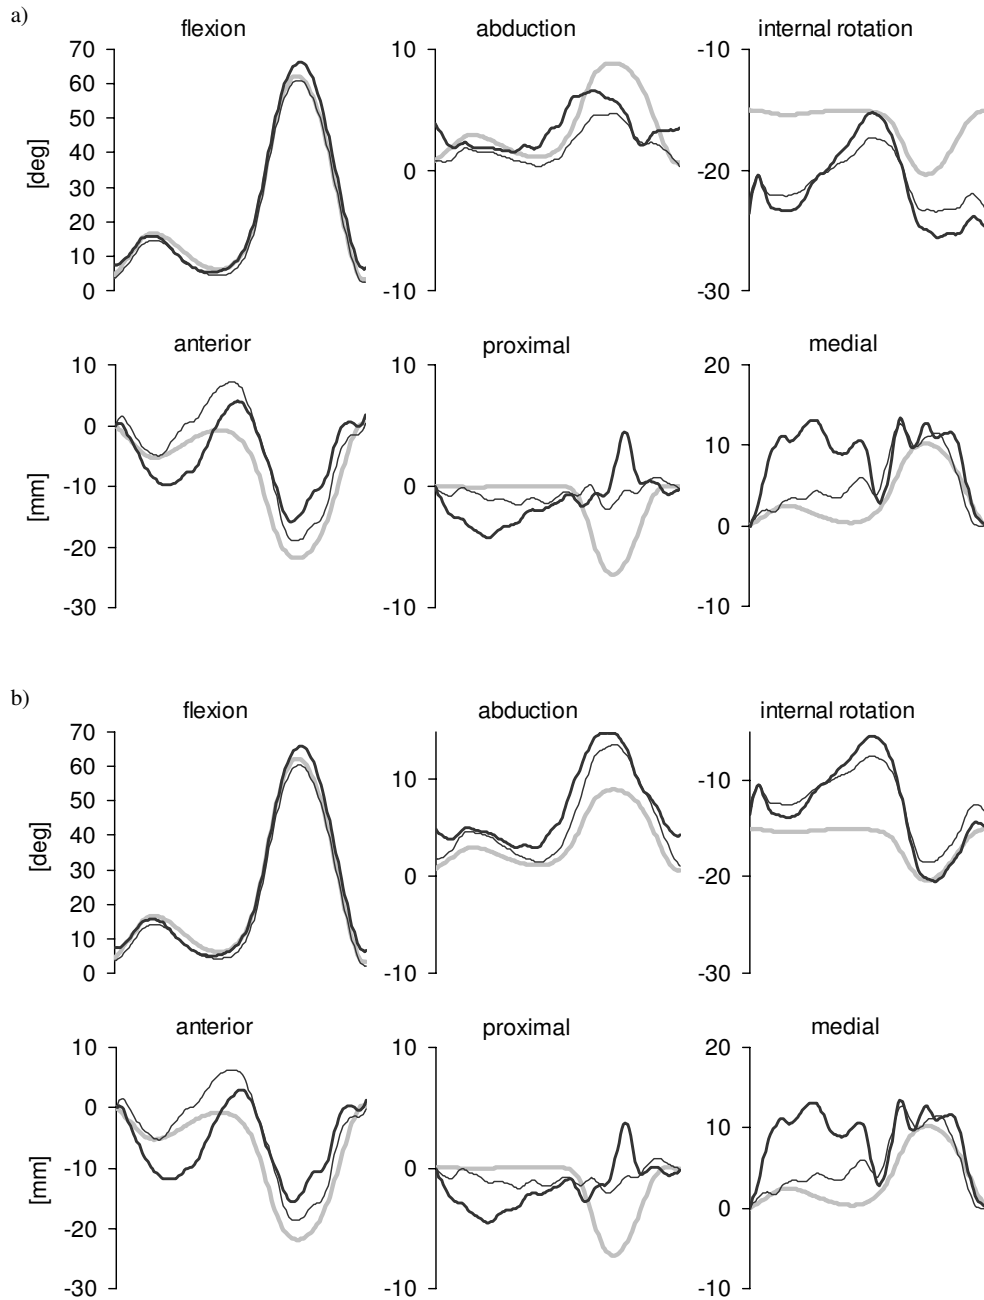 a)
flexion abduction internal rotation
70 10 -10
60
50
[deg]
40
30 0 -20
20
10
0 -10 -30
anterior proximal medial
10 10 20
0 10
[mm]
-10 0
-20 0
-30 -10 -10
b)
flexion abduction internal rotation
70
60 10 -10
50
[deg]
40
30 0 -20
20
10
0 -10 -30
anterior proximal medial
10 10 20
0 10
[mm]
-10 0
-20 0
-30 -10 -10